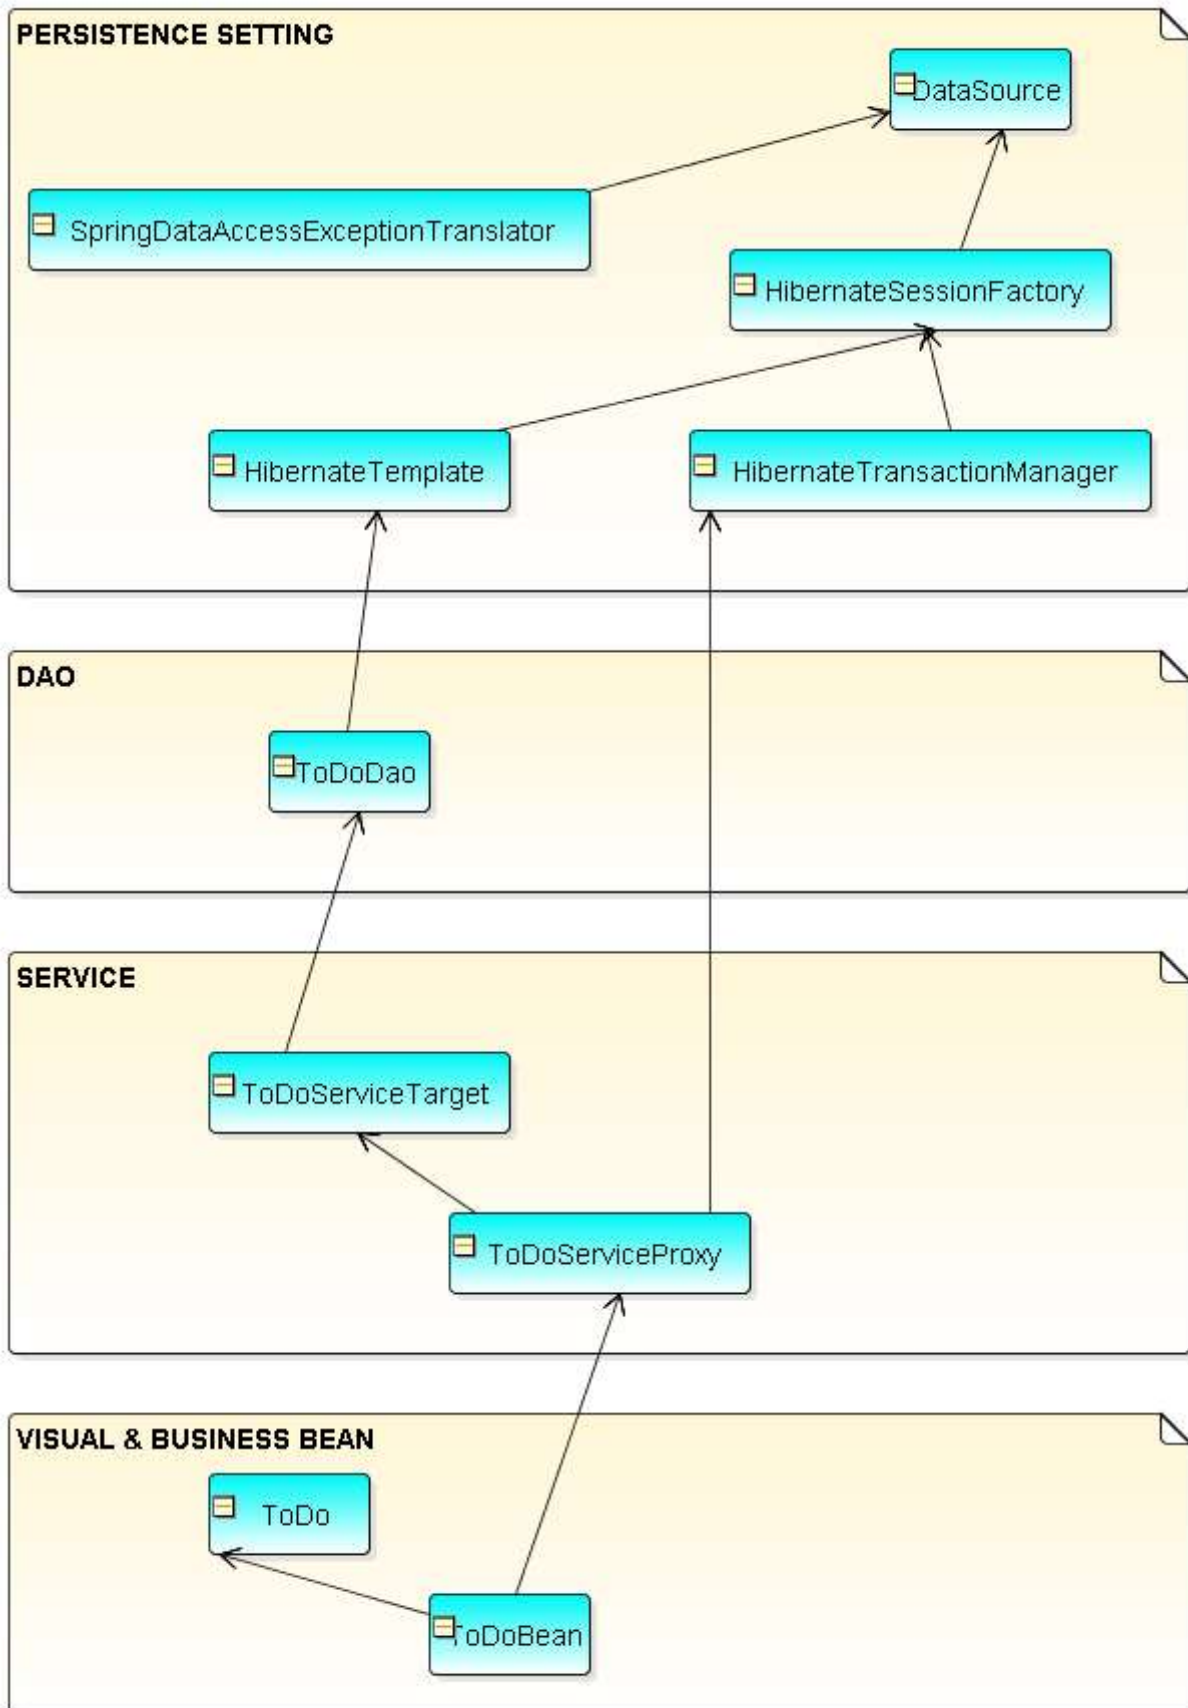 PERSISTENCE SETTING
DataSource
SpringDataAccessExceptionTranslator
HibernateSessionFactory
HibernateTemplate
HibernateTransactionManager
DAO
ToDoDao
SERVICE
ToDoServiceTarget
ToDoServiceProxy
VISUAL & BUSINESS BEAN
ToDo
ToDoBean